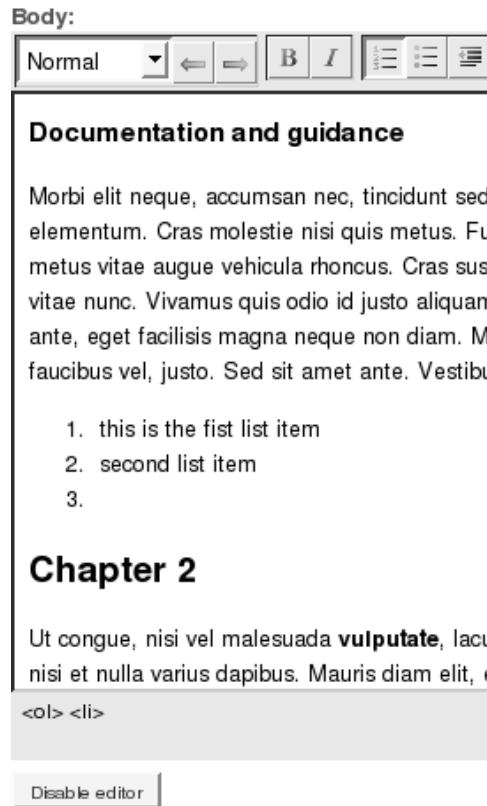 Body:
Normal B I
Documentation and guidance
Morbi elit neque, accumsan nec, tincidunt sed
elementum. Cras molestie nisi quis metus. Fu
metus vitae augue vehicula rhoncus. Cras sus
vitae nunc. Vivamus quis odio id justo aliquam
ante, eget facilisis magna neque non diam. M
faucibus vel, justo. Sed sit amet ante. Vestibu
1. this is the fist list item
2. second list item
3.
Chapter 2
Ut congue, nisi vel malesuada vulputate, lacu
nisi et nulla varius dapibus. Mauris diam elit, e
<ol> <li>
Disable editor